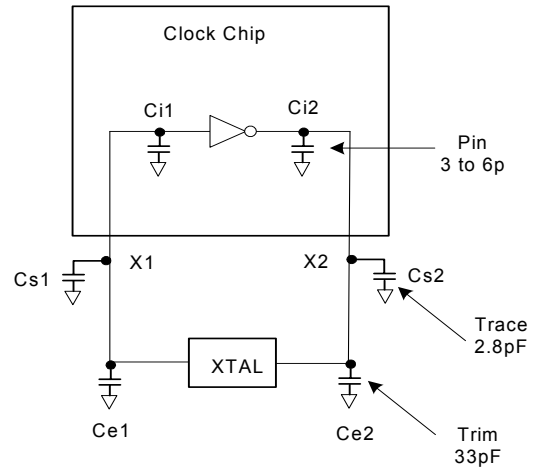 Clock Chip
Ci1
Ci2
Pin
3 to 6p
X1
X2
Cs1
Cs2
Trace
2.8pF
XTAL
Ce1
Ce2
Trim
33pF